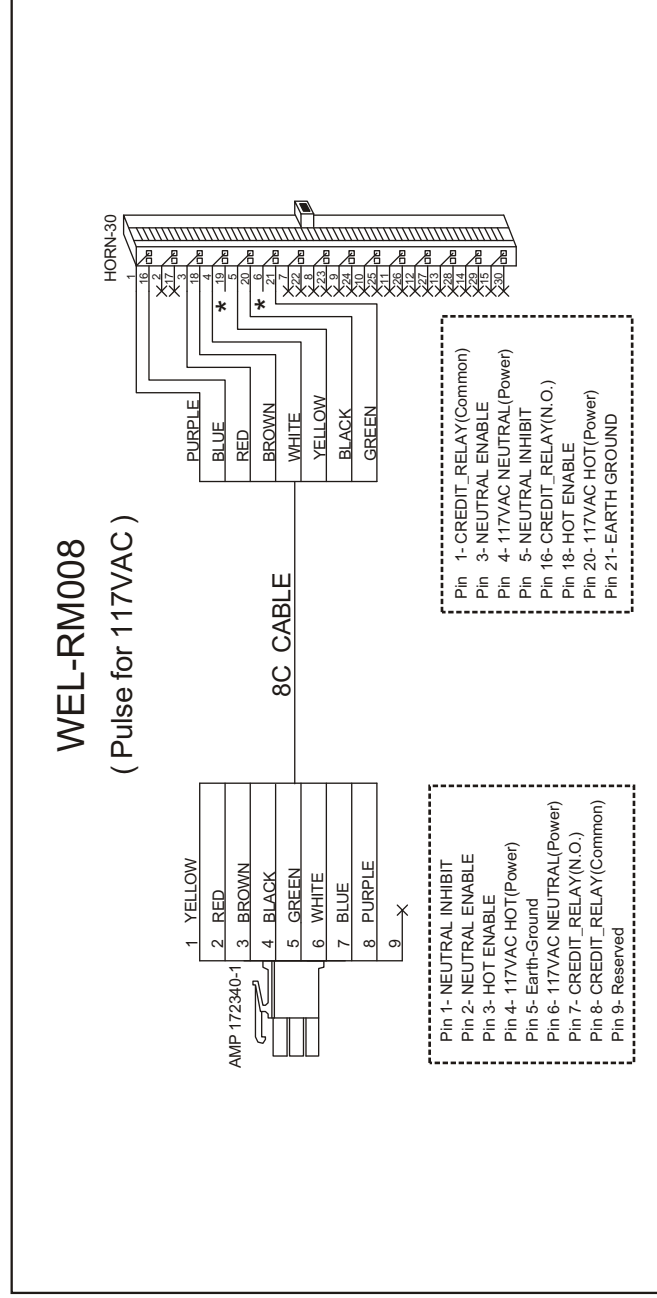 WEL-RM008
( Pulse for 117VAC )
AMP 172340-1
1 YELLOW
2 RED
3 BROWN
4 BLACK
5 GREEN
6 WHITE
7 BLUE
8 PURPLE
9
8C CABLE
PURPLE
BLUE
RED
BROWN
WHITE
YELLOW
BLACK
GREEN
HORN-30
1
16
2
17
3
18
4
19
*
5
20
6
*
21
7
22
8
23
9
24
10
25
11
26
12
27
13
28
14
29
15
30
Pin 1- NEUTRAL INHIBIT
Pin 2- NEUTRAL ENABLE
Pin 3- HOT ENABLE
Pin 4- 117VAC HOT(Power)
Pin 5- Earth-Ground
Pin 6- 117VAC NEUTRAL(Power)
Pin 7- CREDIT_RELAY(N.O.)
Pin 8- CREDIT_RELAY(Common)
Pin 9- Reserved
Pin 1- CREDIT_RELAY(Common)
Pin 3- NEUTRAL ENABLE
Pin 4- 117VAC NEUTRAL(Power)
Pin 5- NEUTRAL INHIBIT
Pin 16- CREDIT_RELAY(N.O.)
Pin 18- HOT ENABLE
Pin 20- 117VAC HOT(Power)
Pin 21- EARTH GROUND